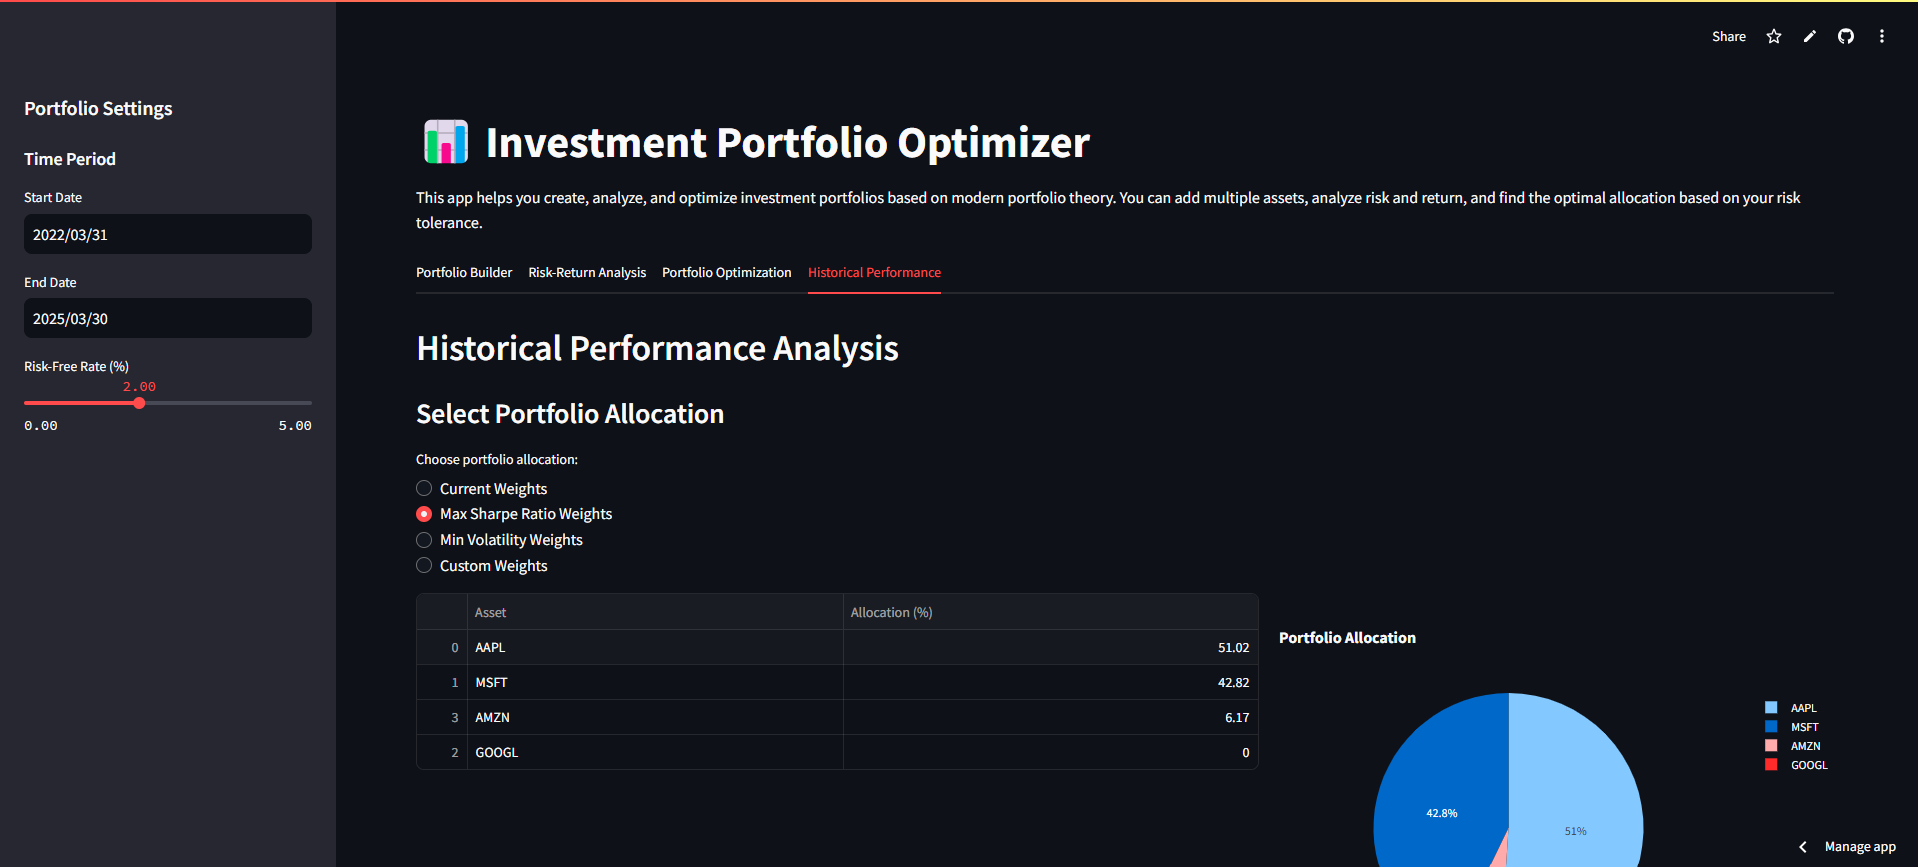 Share
Portfolio Settings
Time Period
Start Date
2022/03/31
End Date
2025/03/30
Risk-Free Rate (%)
2.00
0.00 5.00
Investment Portfolio Optimizer
This app helps you create, analyze, and optimize investment portfolios based on modern portfolio theory. You can add multiple assets, analyze risk and return, and find the optimal allocation based on your risk
tolerance.
Portfolio Builder Risk-Return Analysis Portfolio Optimization Historical Performance
Historical Performance Analysis
Select Portfolio Allocation
Choose portfolio allocation:
Current Weights
Max Sharpe Ratio Weights
Min Volatility Weights
Custom Weights
Asset Allocation (%)
0 AAPL 51.02
1 MSFT 42.82
3 AMZN 6.17
2 GOOGL 0
Portfolio Allocation
AAPL
MSFT
AMZN
GOOGL
42.8%
51%
Manage app